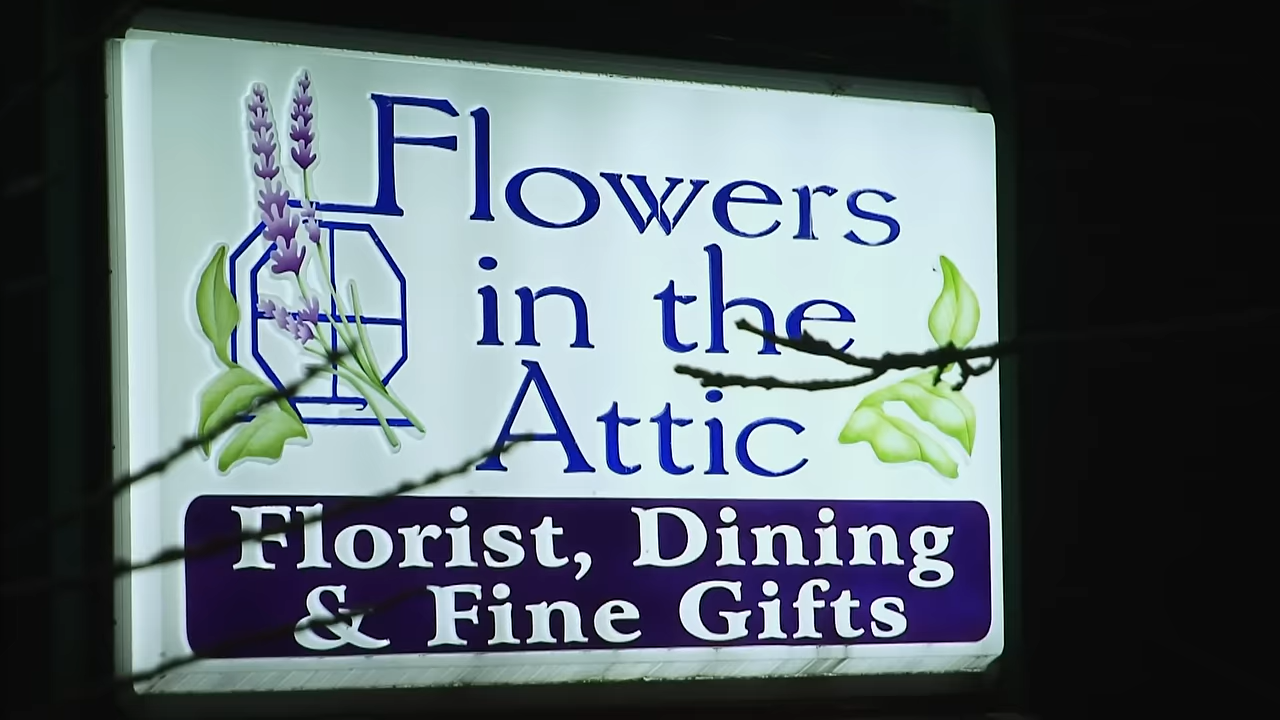 Flowers
in the
Attic
Florist, Dining
& Fine Gifts